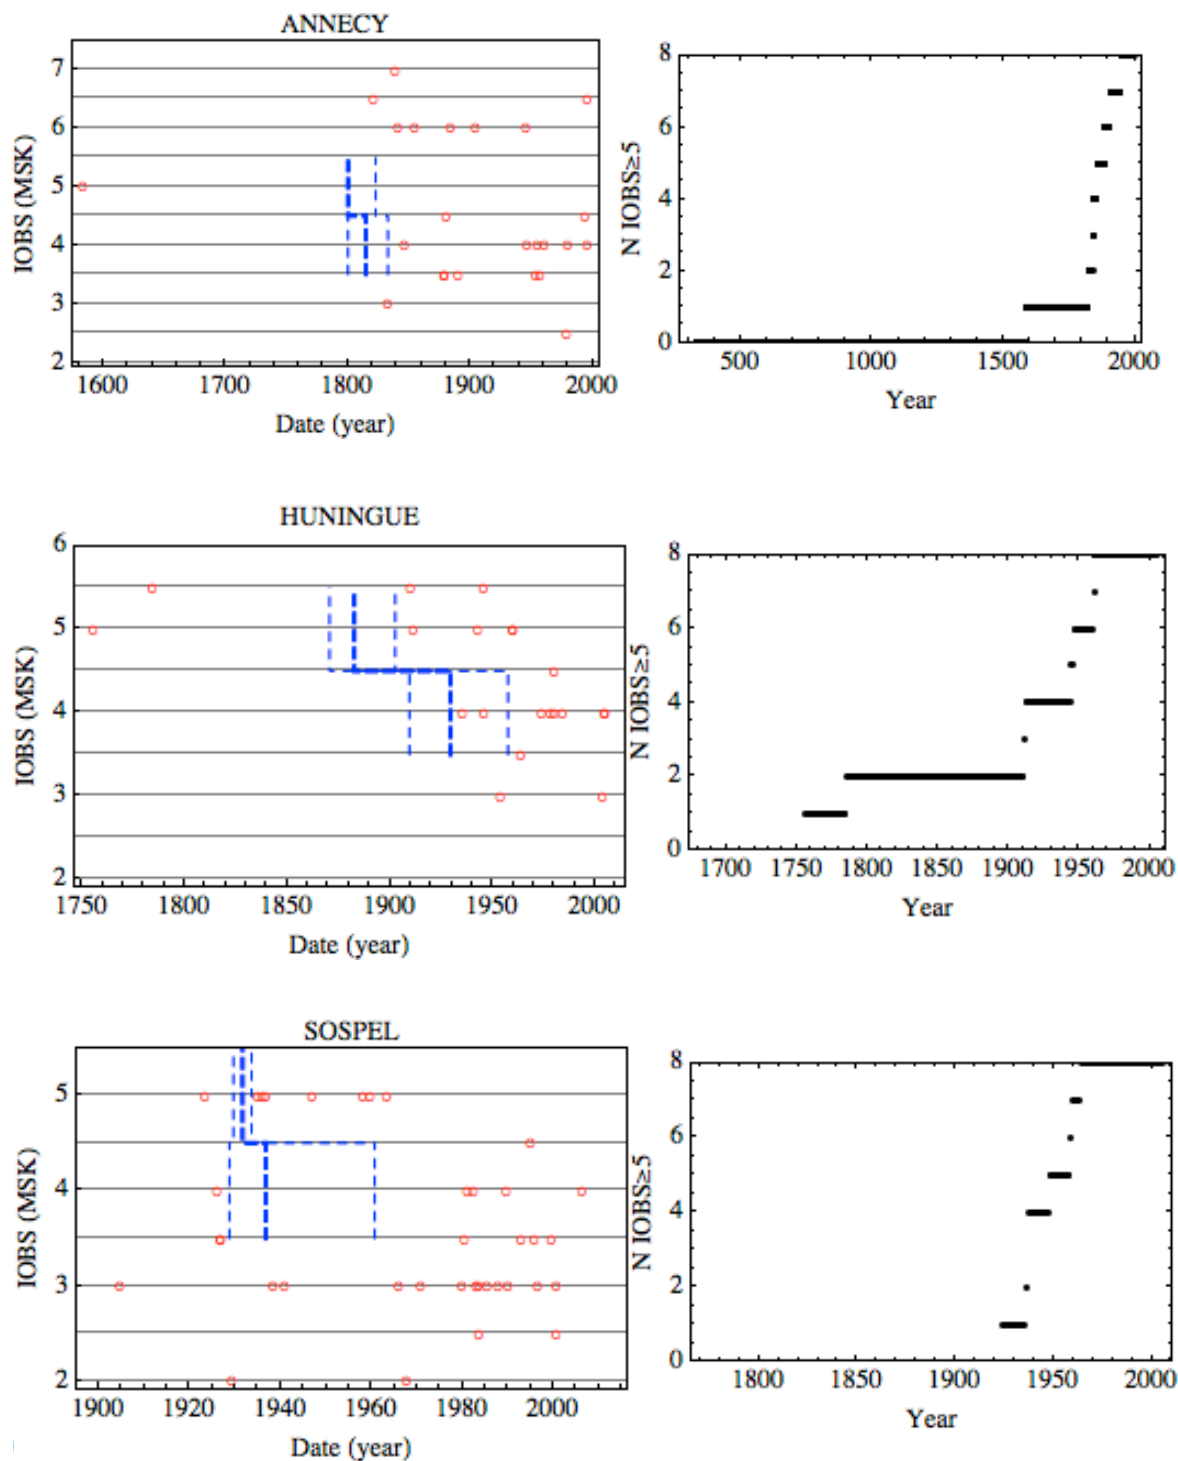 ANNECY
7
6
5
4
3
2
IOBS (MSK)
1600 1700 1800 1900 2000
Date (year)
8
6
4
2
0
N IOBS≥5
500 1000 1500 2000
Year
HUNINGUE
6
5
4
3
2
IOBS (MSK)
1750 1800 1850 1900 1950 2000
Date (year)
8
6
4
2
0
N IOBS≥5
1700 1750 1800 1850 1900 1950 2000
Year
SOSPEL
5
4
3
2
IOBS (MSK)
1900 1920 1940 1960 1980 2000
Date (year)
8
6
4
2
0
N IOBS≥5
1800 1850 1900 1950 2000
Year